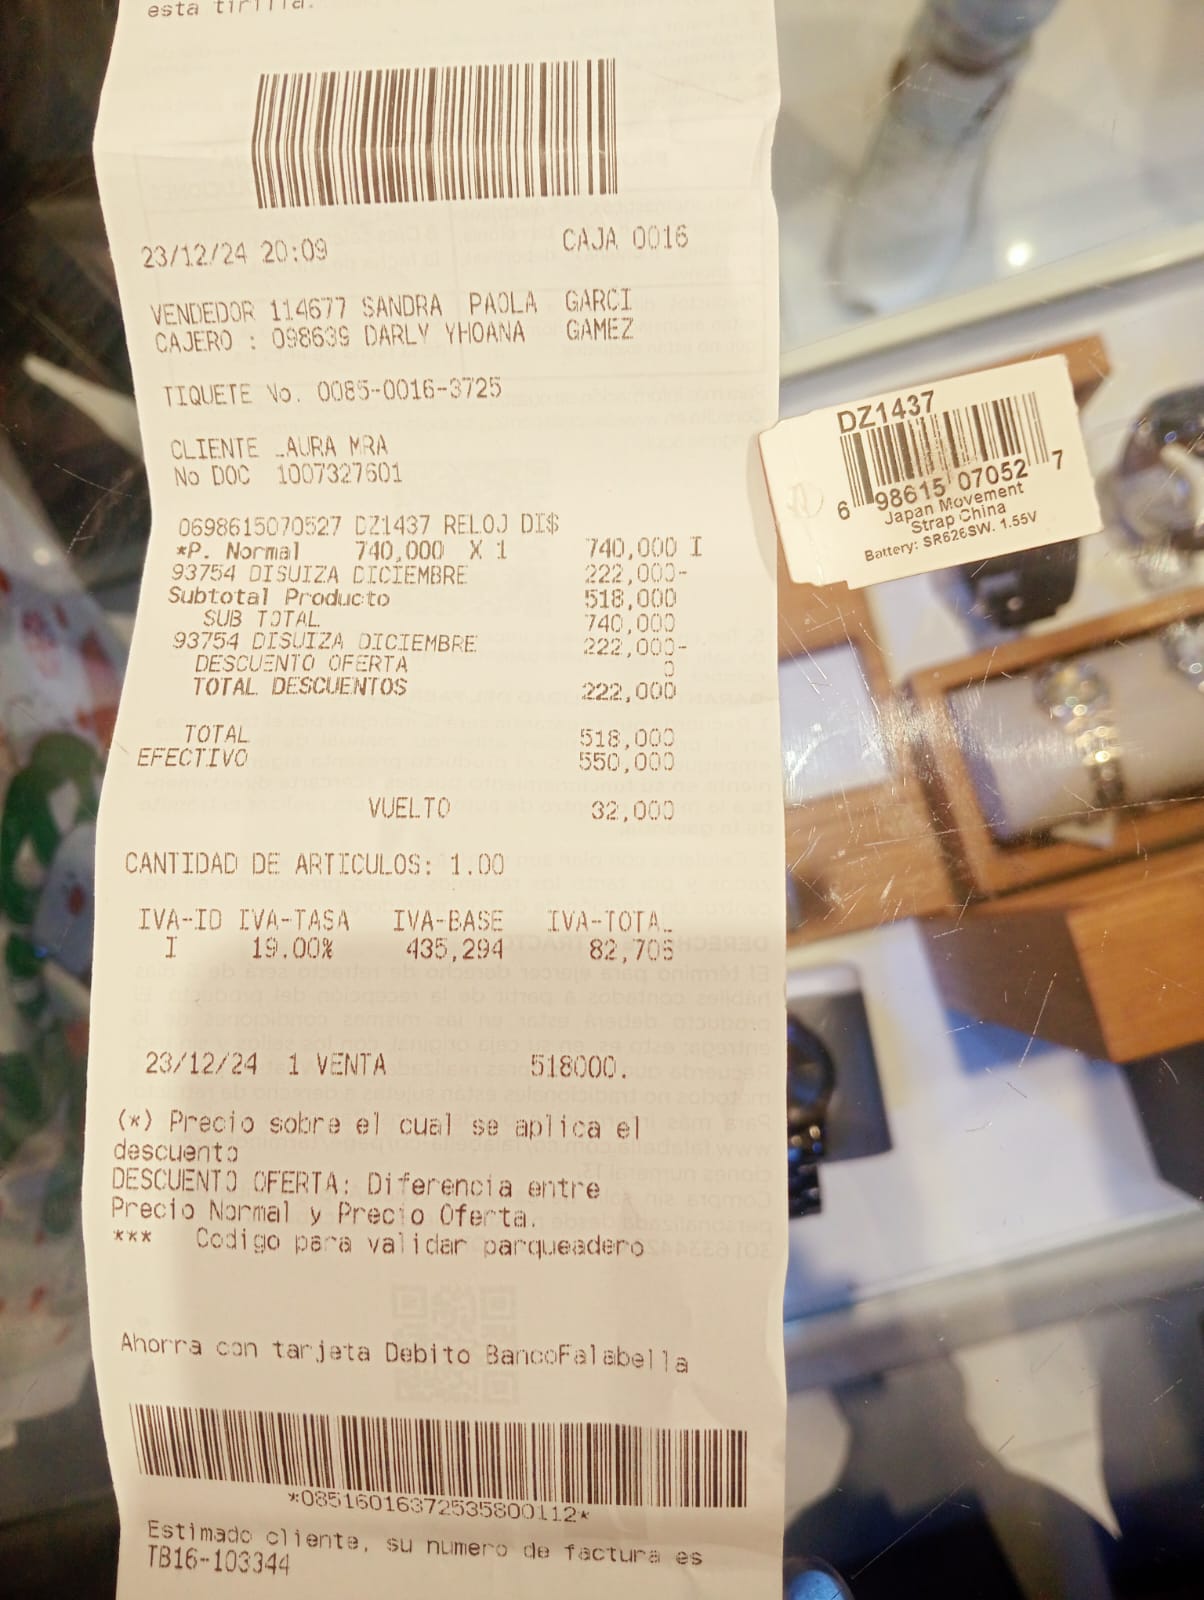 esta tirilla.
23/12/24 20:09 CAJA 0016
VENDEDOR 114677 SANDRA PAOLA GARCI
CAJERO : 098639 DARLY YHOANA GAMEZ
TIQUETE No. 0085-0016-3725
CLIENTE _AURA MRA
No DOC 1007327601
0698615070527 DZ1437 RELOJ DI$
*P. Normal 740,000 X 1 740,000 I
93754 DISUIZA DICIEMBRE 222,000-
Subtotal Producto 518,000
SUB TOTAL 740,000
93754 DISUIZA DICIEMBRE 222,000-
DESCUENTO OFERTA 0
TOTAL DESCUENTOS 222,000
TOTAL 518,000
EFECTIVO 550,000
VUELTO 32,000
CANTIDAD DE ARTICULOS: 1.00
IVA-ID IVA-TASA IVA-BASE IVA-TOTAL
I 19.00% 435,294 82,706
23/12/24 1 VENTA 518000.
(*) Precio sobre el cual se aplica el
descuento
DESCUENTO OFERTA: Diferencia entre
Precio Normal y Precio Oferta.
*** Codigo para validar parqueadero
Ahorra con tarjeta Debito BancoFalabella
*08516016372535800112*
Estimado cliente, su numero de factura es
TB16-103344
DZ1437
6 98615 07052 7
Japan Movement
Strap China
Battery: SR626SW. 1.55V